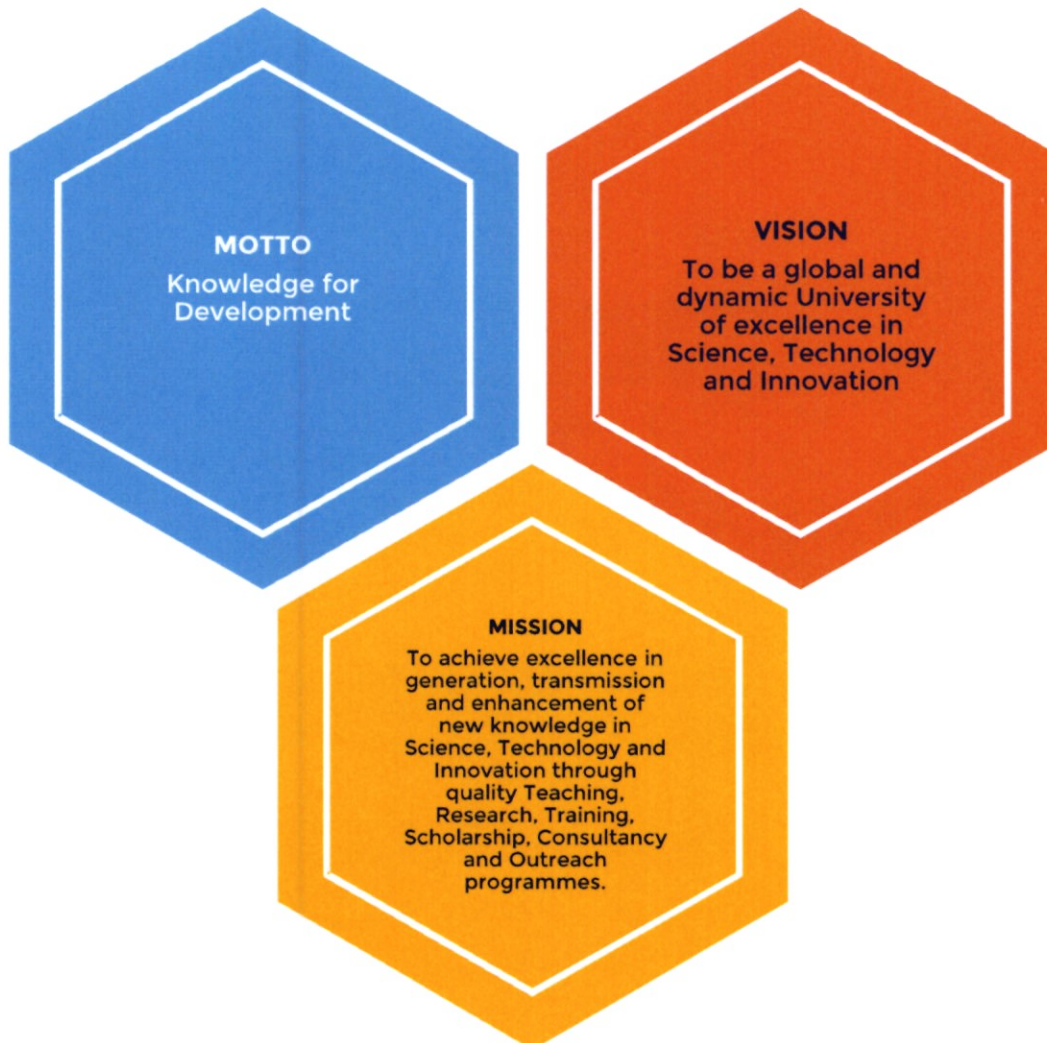 MOTTO
Knowledge for
Development
VISION
To be a global and
dynamic University
of excellence in
Science, Technology
and Innovation
MISSION
To achieve excellence in
generation, transmission
and enhancement of
new knowledge in
Science, Technology and
Innovation through
quality Teaching,
Research, Training,
Scholarship, Consultancy
and Outreach
programmes.